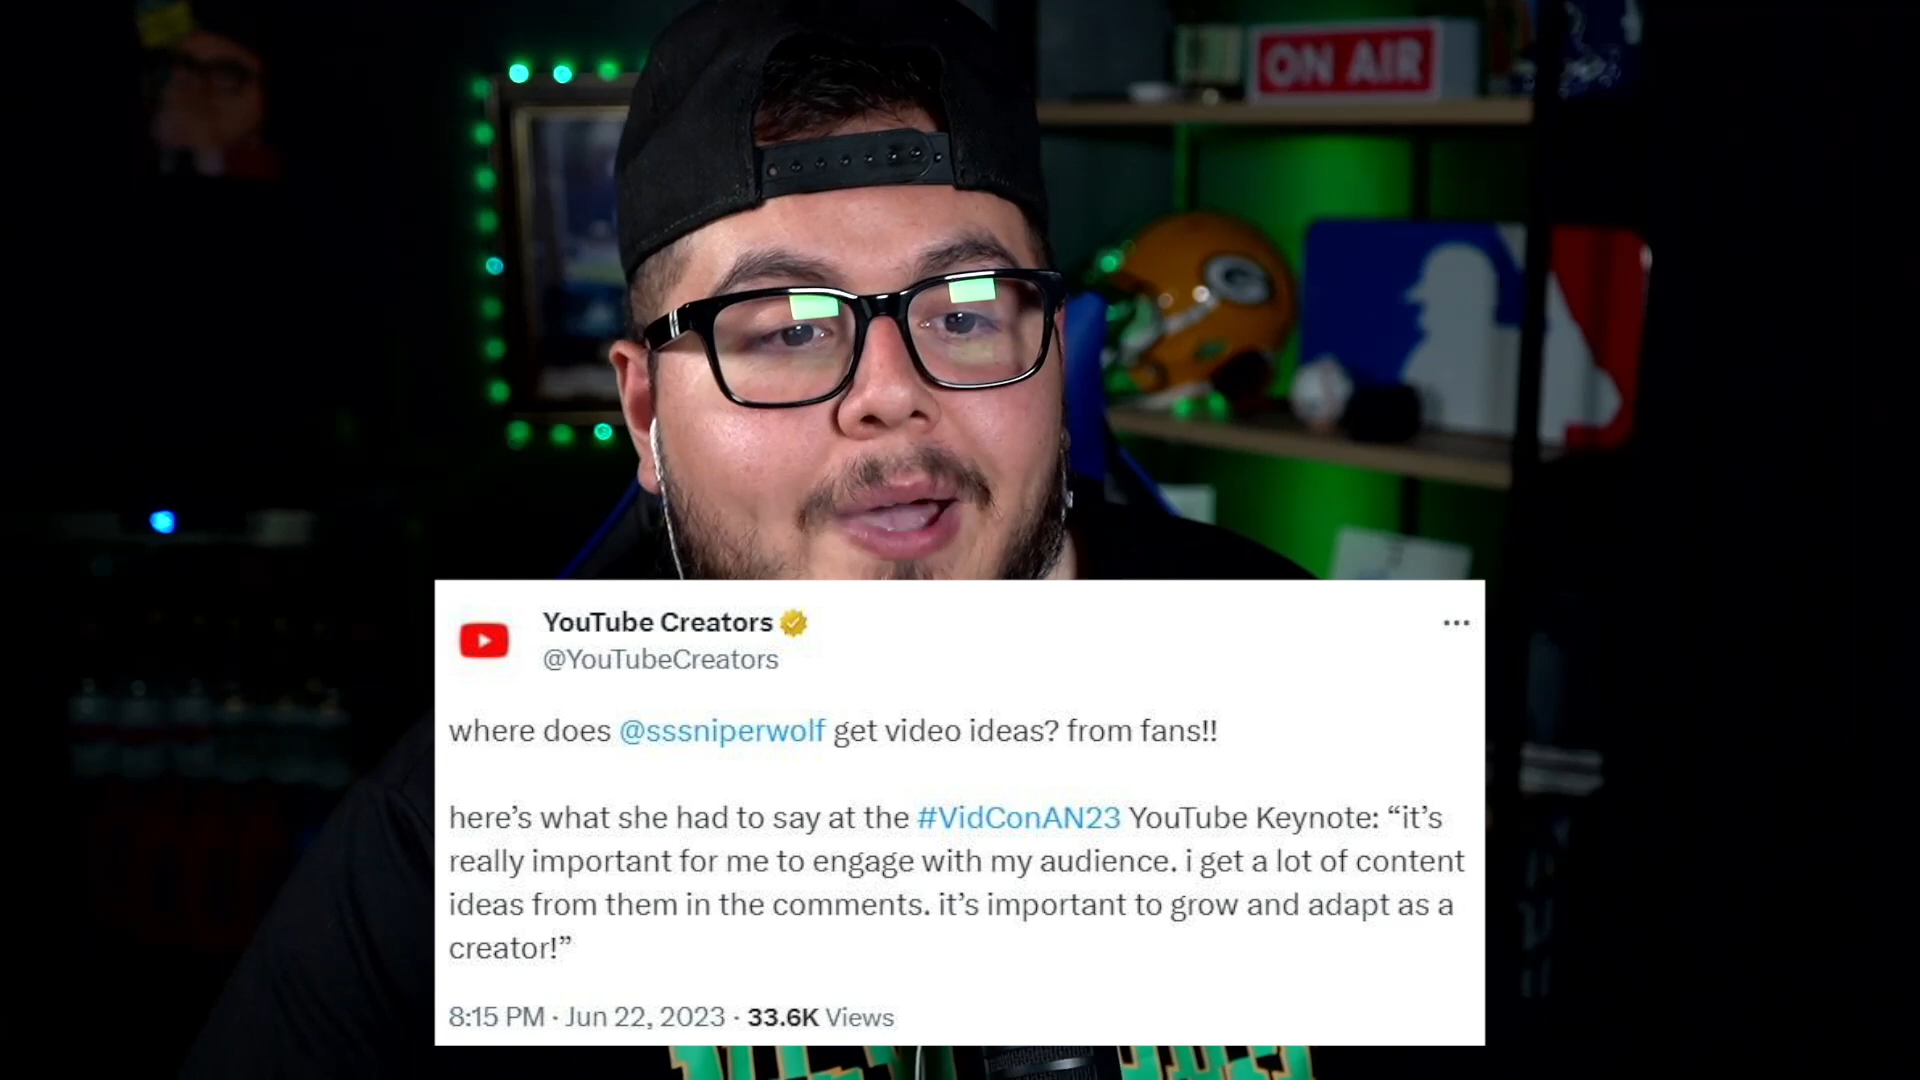 ON AIR
G
YouTube Creators
@YouTubeCreators
where does @sssniperwolf get video ideas? from fans!!
here’s what she had to say at the #VidConAN23 YouTube Keynote: “it’s
really important for me to engage with my audience. i get a lot of content
ideas from them in the comments. it’s important to grow and adapt as a
creator!”
8:15 PM · Jun 22, 2023 · 33.6K Views